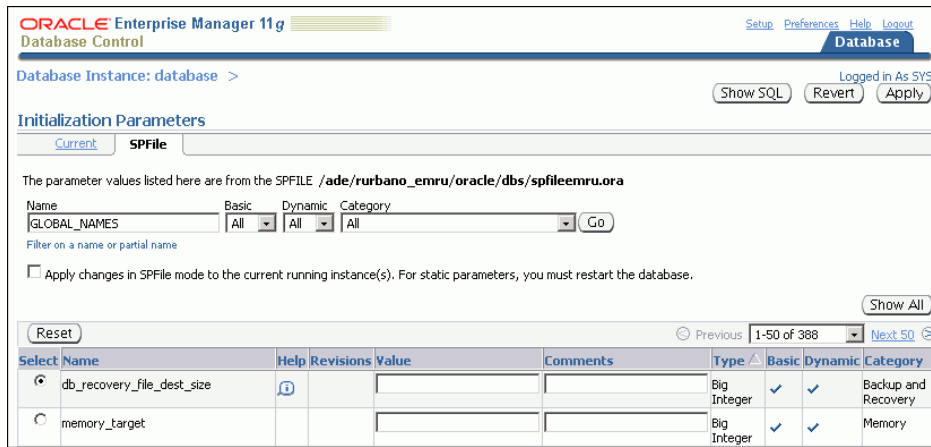 ORACLE Enterprise Manager 11g
Database Control
Setup Preferences Help Logout
Database
Database Instance: database >
Logged in As SYS
Show SQL Revert Apply
Initialization Parameters
Current SPFile
The parameter values listed here are from the SPFILE /ade/rurbano_emru/oracle/dbs/spfileemru.ora
Name Basic Dynamic Category
GLOBAL_NAMES All All All Go
Filter on a name or partial name
Apply changes in SPFile mode to the current running instance(s). For static parameters, you must restart the database.
Show All
Reset Previous 1-50 of 388 Next 50
Select Name Help Revisions Value Comments Type Basic Dynamic Category
db_recovery_file_dest_size Big Integer Backup and Recovery
memory_target Big Integer Memory